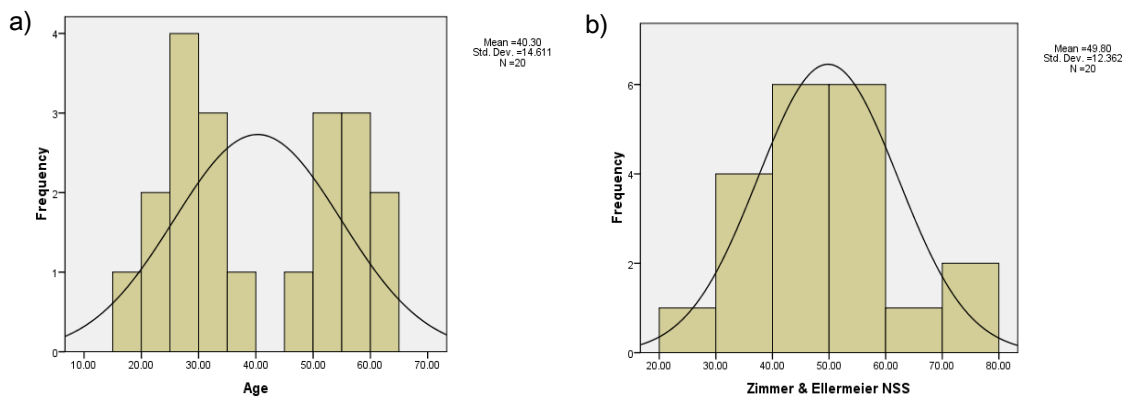 a)
Mean =40.30
Std. Dev. =14.611
N =20
Frequency
4
3
2
1
0
10.00 20.00 30.00 40.00 50.00 60.00 70.00
Age
b)
Mean =49.80
Std. Dev. =12.362
N =20
Frequency
6
4
2
0
20.00 30.00 40.00 50.00 60.00 70.00 80.00
Zimmer & Ellermeier NSS